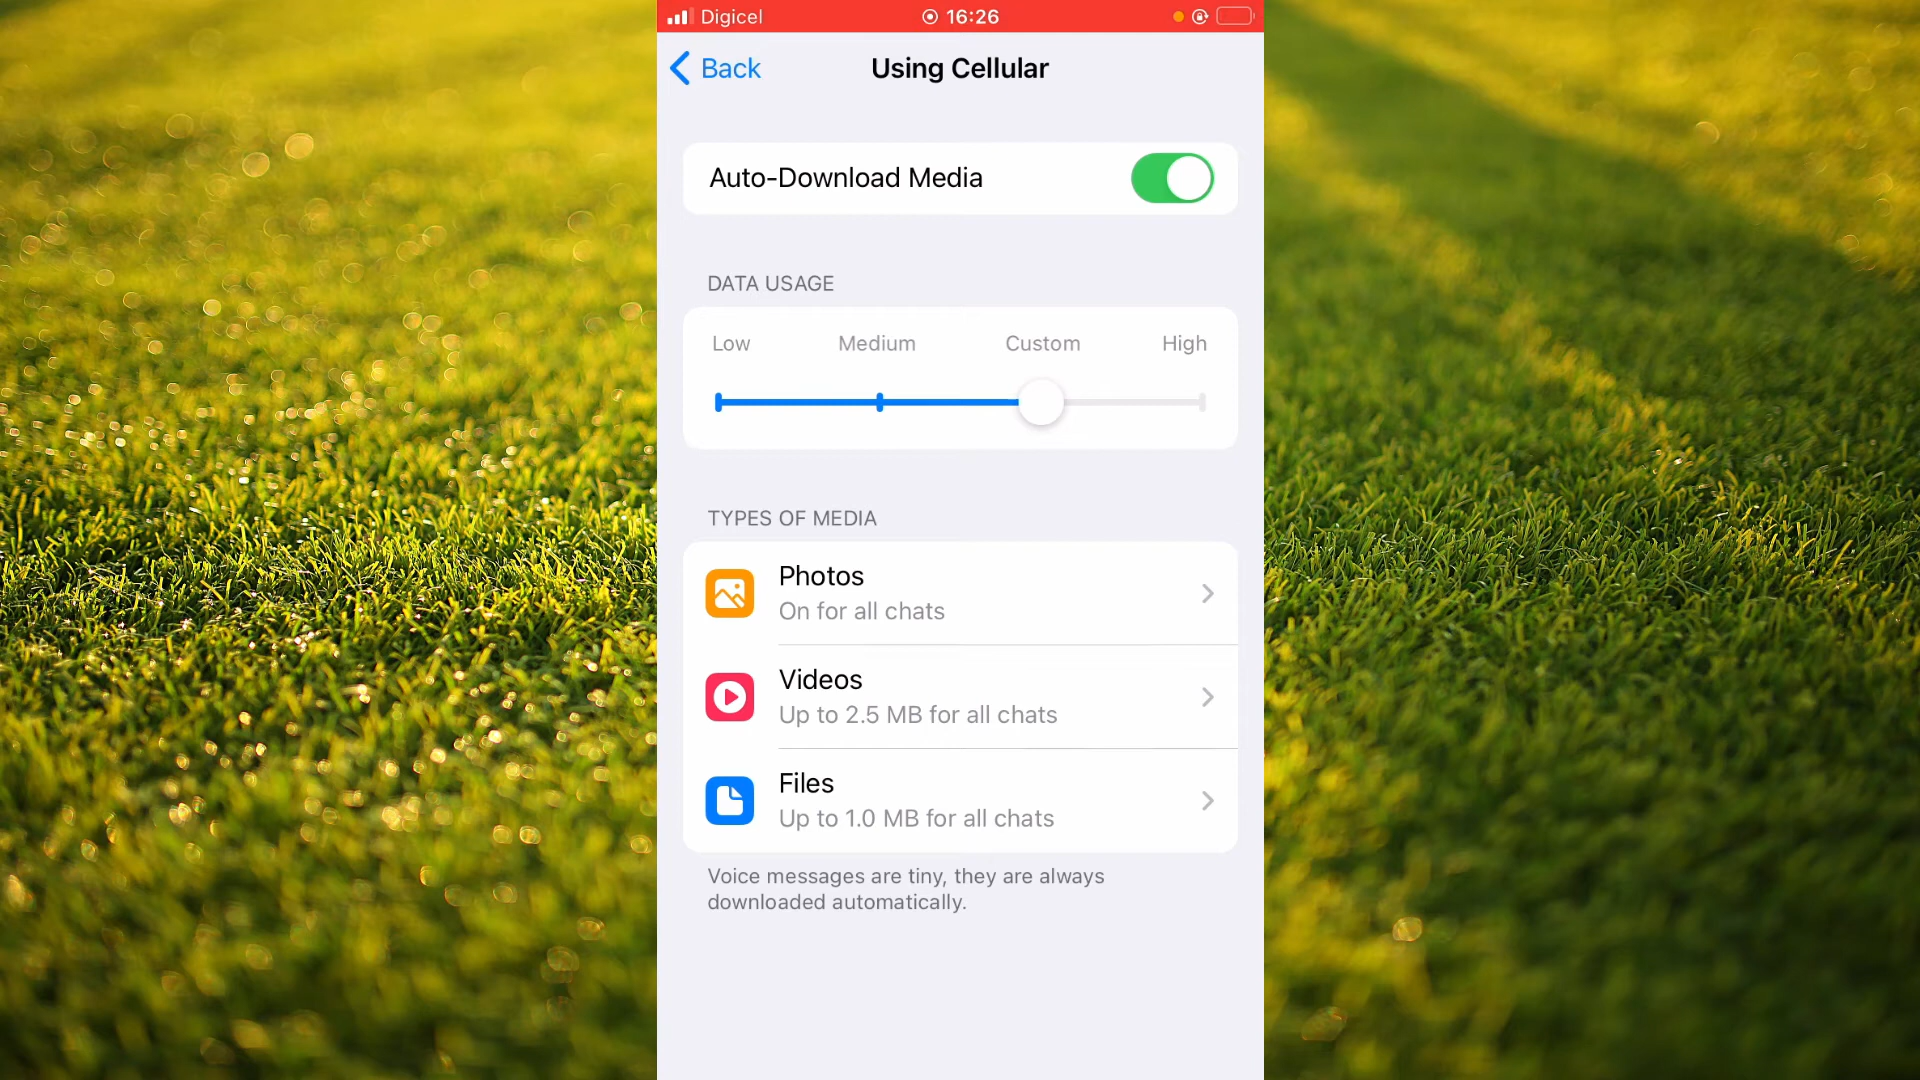 Digicel 16:26
Back Using Cellular
Auto-Download Media
DATA USAGE
Low Medium Custom High
TYPES OF MEDIA
Photos
On for all chats
Videos
Up to 2.5 MB for all chats
Files
Up to 1.0 MB for all chats
Voice messages are tiny, they are always
downloaded automatically.